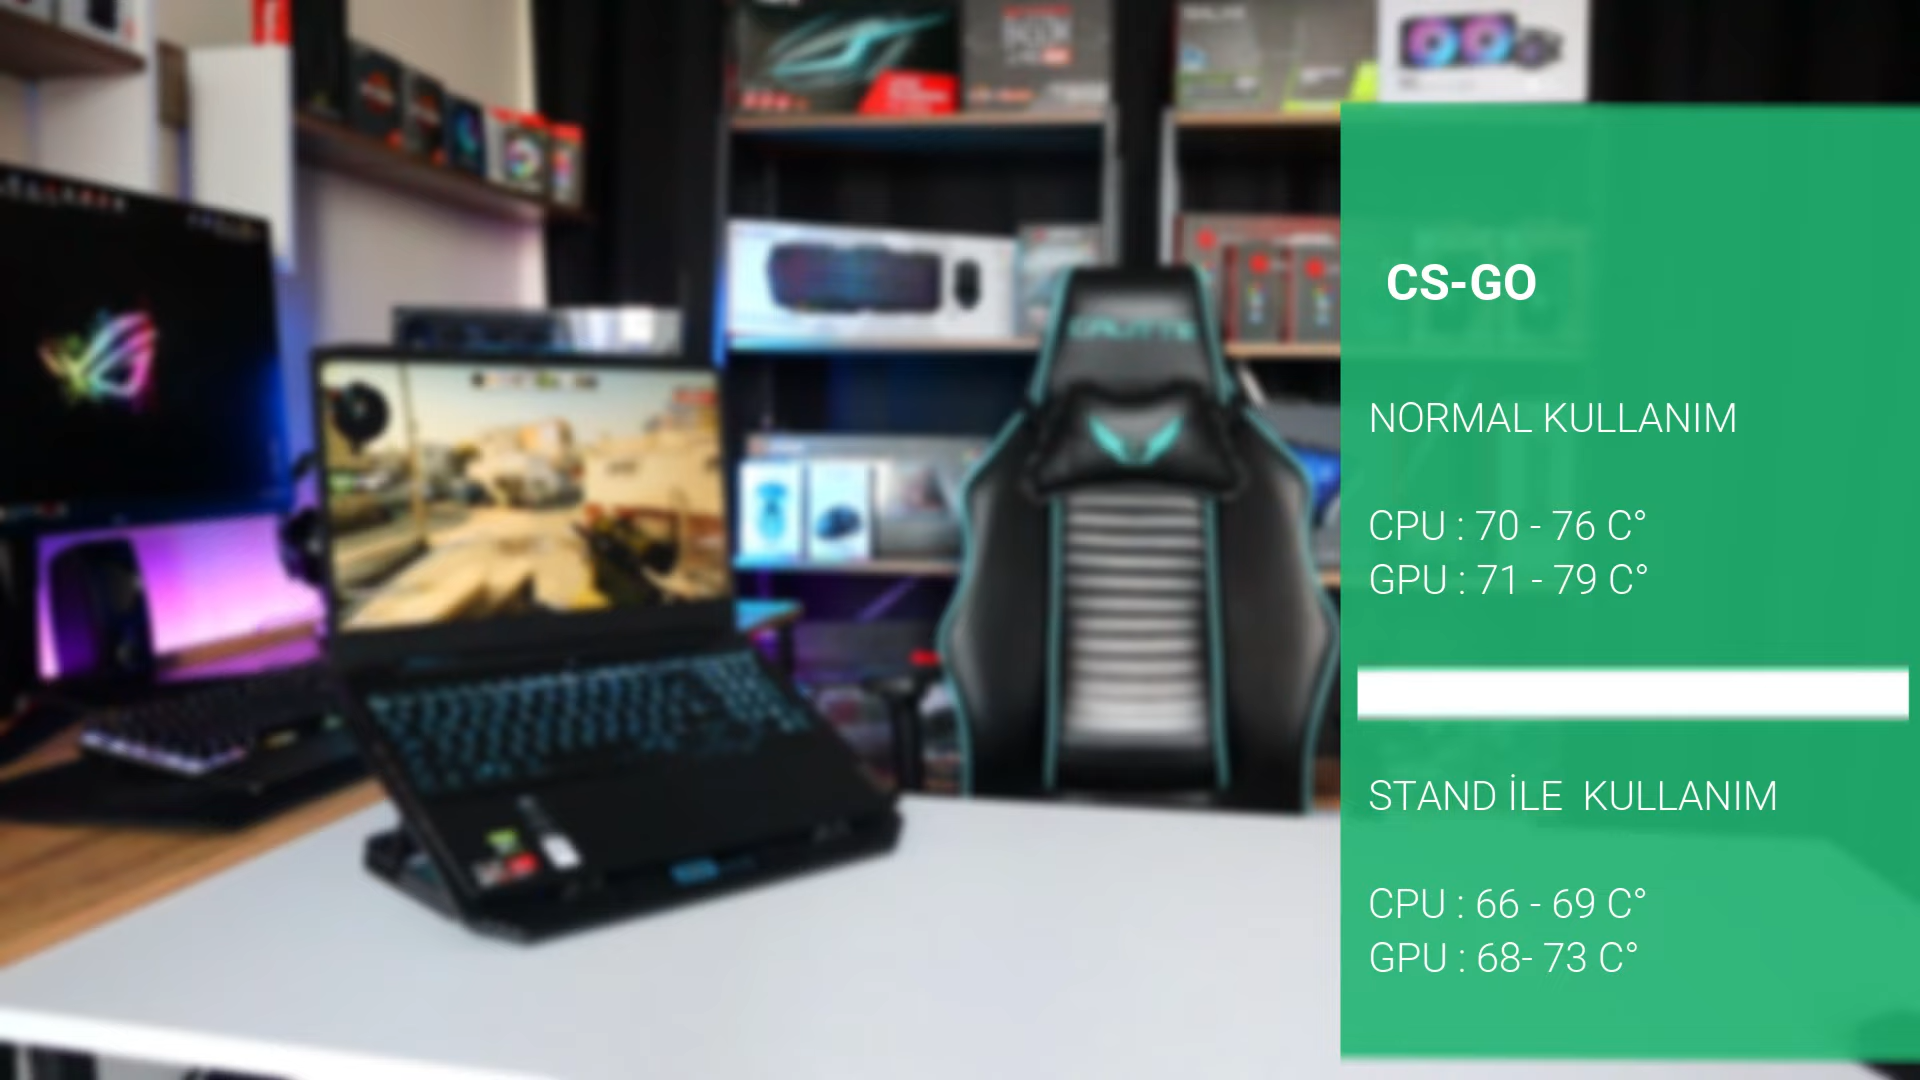 CS-GO
NORMAL KULLANIM
CPU : 70 - 76 C°
GPU : 71 - 79 C°
STAND İLE  KULLANIM
CPU : 66 - 69 C°
GPU : 68- 73 C°